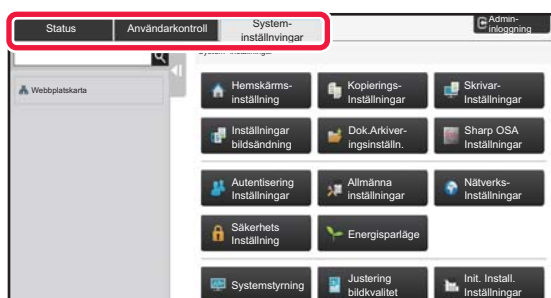 Status
Användarkontroll
System-
inställnvingar
Admin-
inloggning
Webbplatskarta
Hemskärms-
inställning
Kopierings-
Inställningar
Skrivar-
Inställningar
Inställningar
bildsändning
Dok.Arkiver-
ingsinställn.
Sharp OSA
Inställningar
Autentisering
Inställningar
Allmänna
inställningar
Nätverks-
Inställningar
Säkerhets
Inställning
Energisparläge
Systemstyrning
Justering
bildkvalitet
Init. Install.
Inställningar